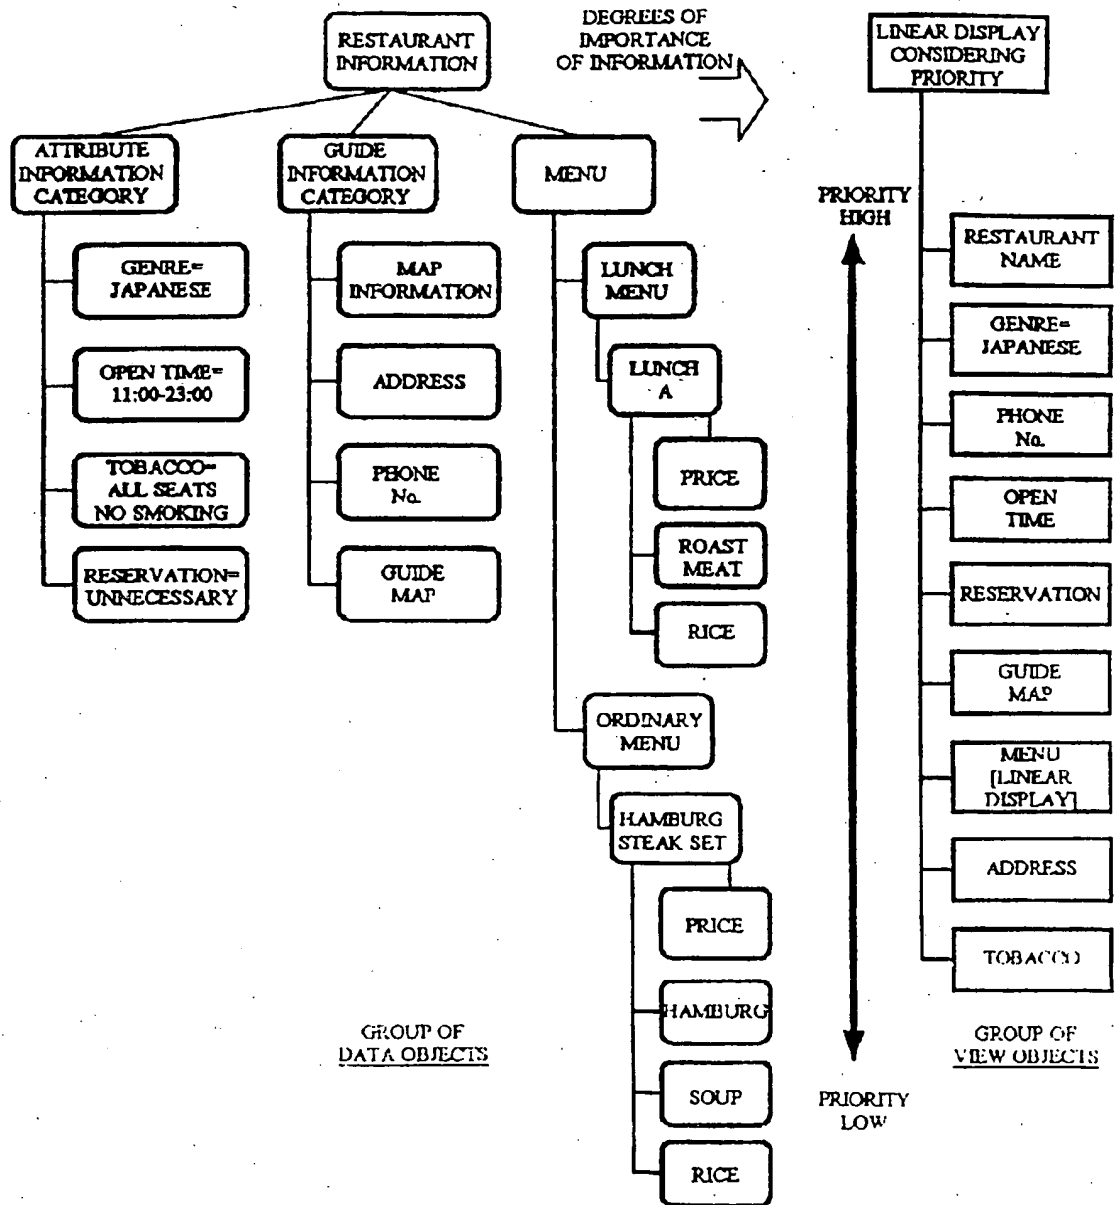 RESTAURANT
INFORMATION
DEGREES OF
IMPORTANCE
OF INFORMATION
LINEAR DISPLAY
CONSIDERING
PRIORITY
ATTRIBUTE
INFORMATION
CATEGORY
GUIDE
INFORMATION
CATEGORY
MENU
GENRE=
JAPANESE
OPEN TIME=
11:00-23:00
TOBACCO=
ALL SEATS
NO SMOKING
RESERVATION=
UNNECESSARY
MAP
INFORMATION
ADDRESS
PHONE
No.
GUIDE
MAP
LUNCH
MENU
LUNCH
A
PRICE
ROAST
MEAT
RICE
ORDINARY
MENU
HAMBURG
STEAK SET
PRICE
HAMBURG
SOUP
RICE
GROUP OF
DATA OBJECTS
PRIORITY
HIGH
PRIORITY
LOW
RESTAURANT
NAME
GENRE=
JAPANESE
PHONE
No.
OPEN
TIME
RESERVATION
GUIDE
MAP
MENU
[LINEAR
DISPLAY]
ADDRESS
TOBACCO
GROUP OF
VIEW OBJECTS